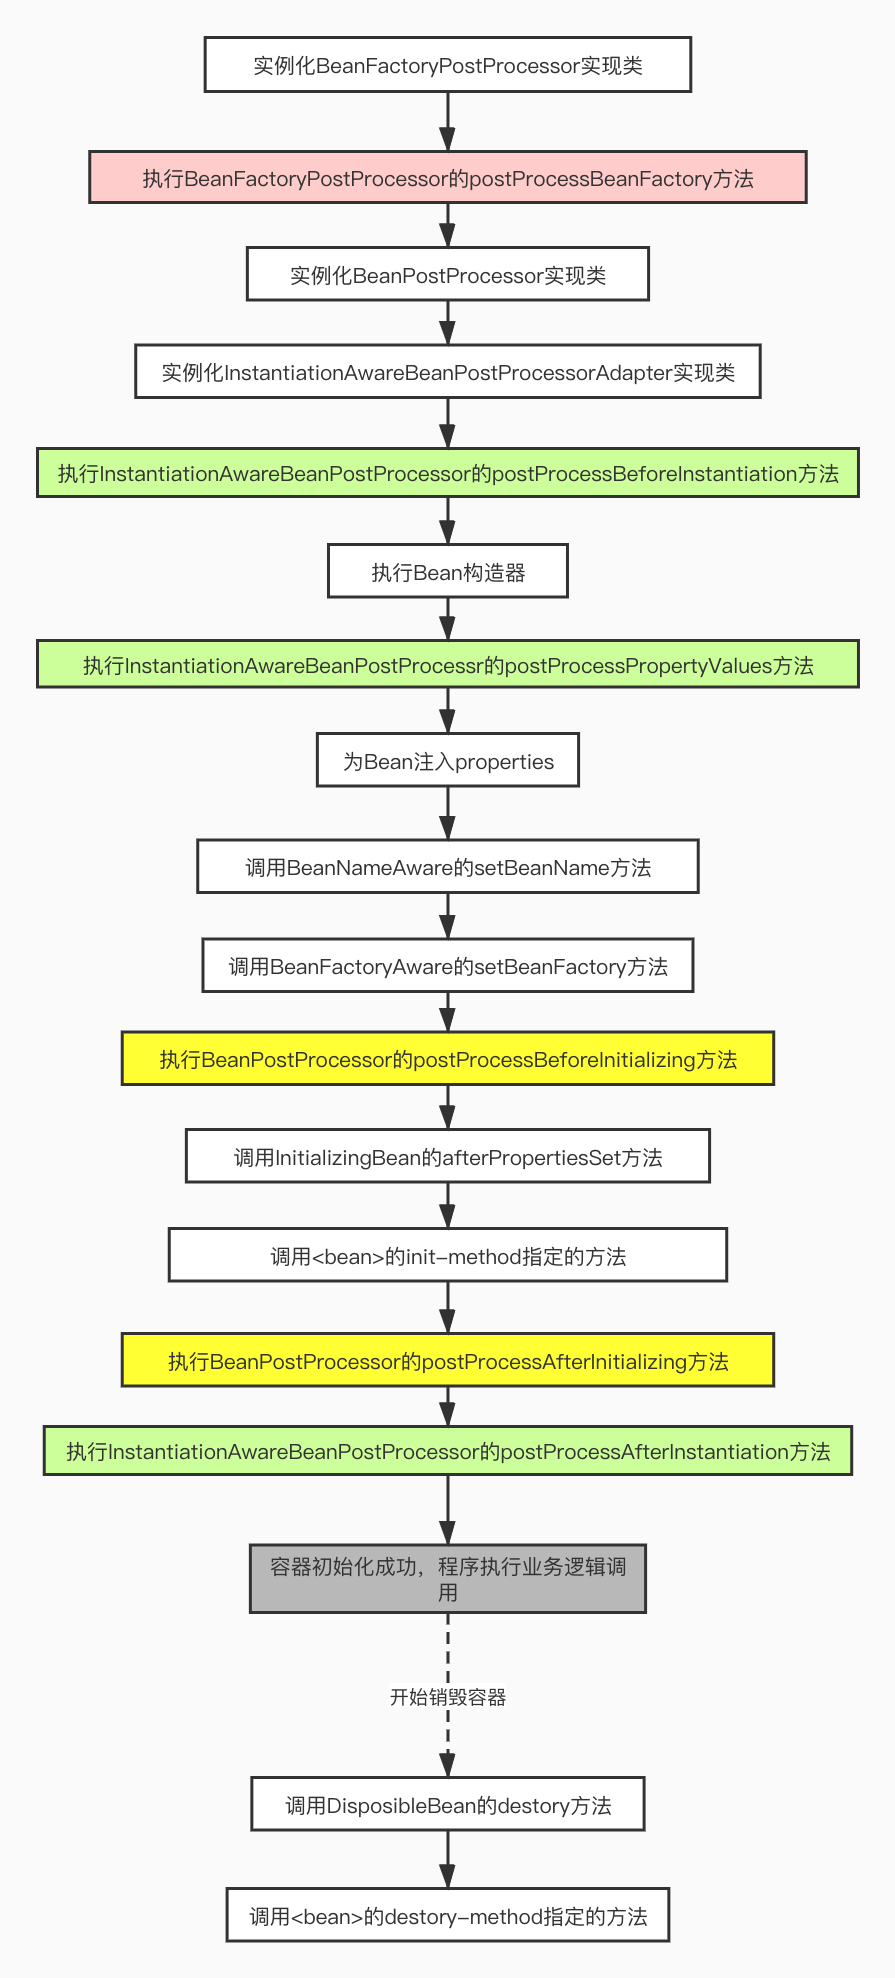 实例化BeanFactoryPostProcessor实现类
执行BeanFactoryPostProcessor的postProcessBeanFactory方法
实例化BeanPostProcessor实现类
实例化InstantiationAwareBeanPostProcessorAdapter实现类
执行InstantiationAwareBeanPostProcessor的postProcessBeforeInstantiation方法
执行Bean构造器
执行InstantiationAwareBeanPostProcessr的postProcessPropertyValues方法
为Bean注入properties
调用BeanNameAware的setBeanName方法
调用BeanFactoryAware的setBeanFactory方法
执行BeanPostProcessor的postProcessBeforeInitializing方法
调用InitializingBean的afterPropertiesSet方法
调用<bean>的init-method指定的方法
执行BeanPostProcessor的postProcessAfterInitializing方法
执行InstantiationAwareBeanPostProcessor的postProcessAfterInstantiation方法
容器初始化成功，程序执行业务逻辑调
用
开始销毁容器
调用DisposibleBean的destory方法
调用<bean>的destory-method指定的方法